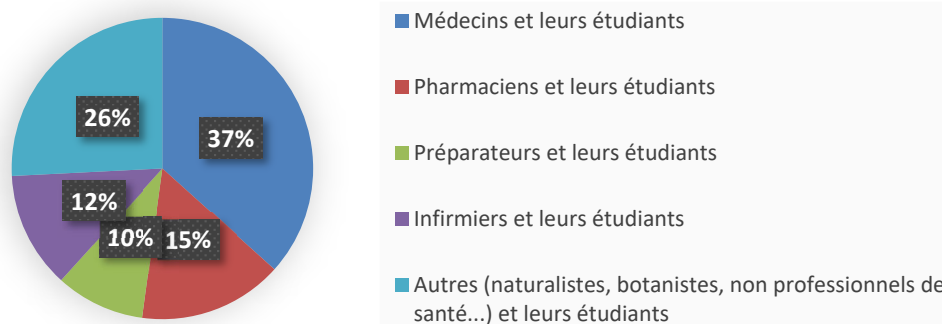 37%
15%
10%
12%
26%
Médecins et leurs étudiants
Pharmaciens et leurs étudiants
Préparateurs et leurs étudiants
Infirmiers et leurs étudiants
Autres (naturalistes, botanistes, non professionnels de
santé...) et leurs étudiants